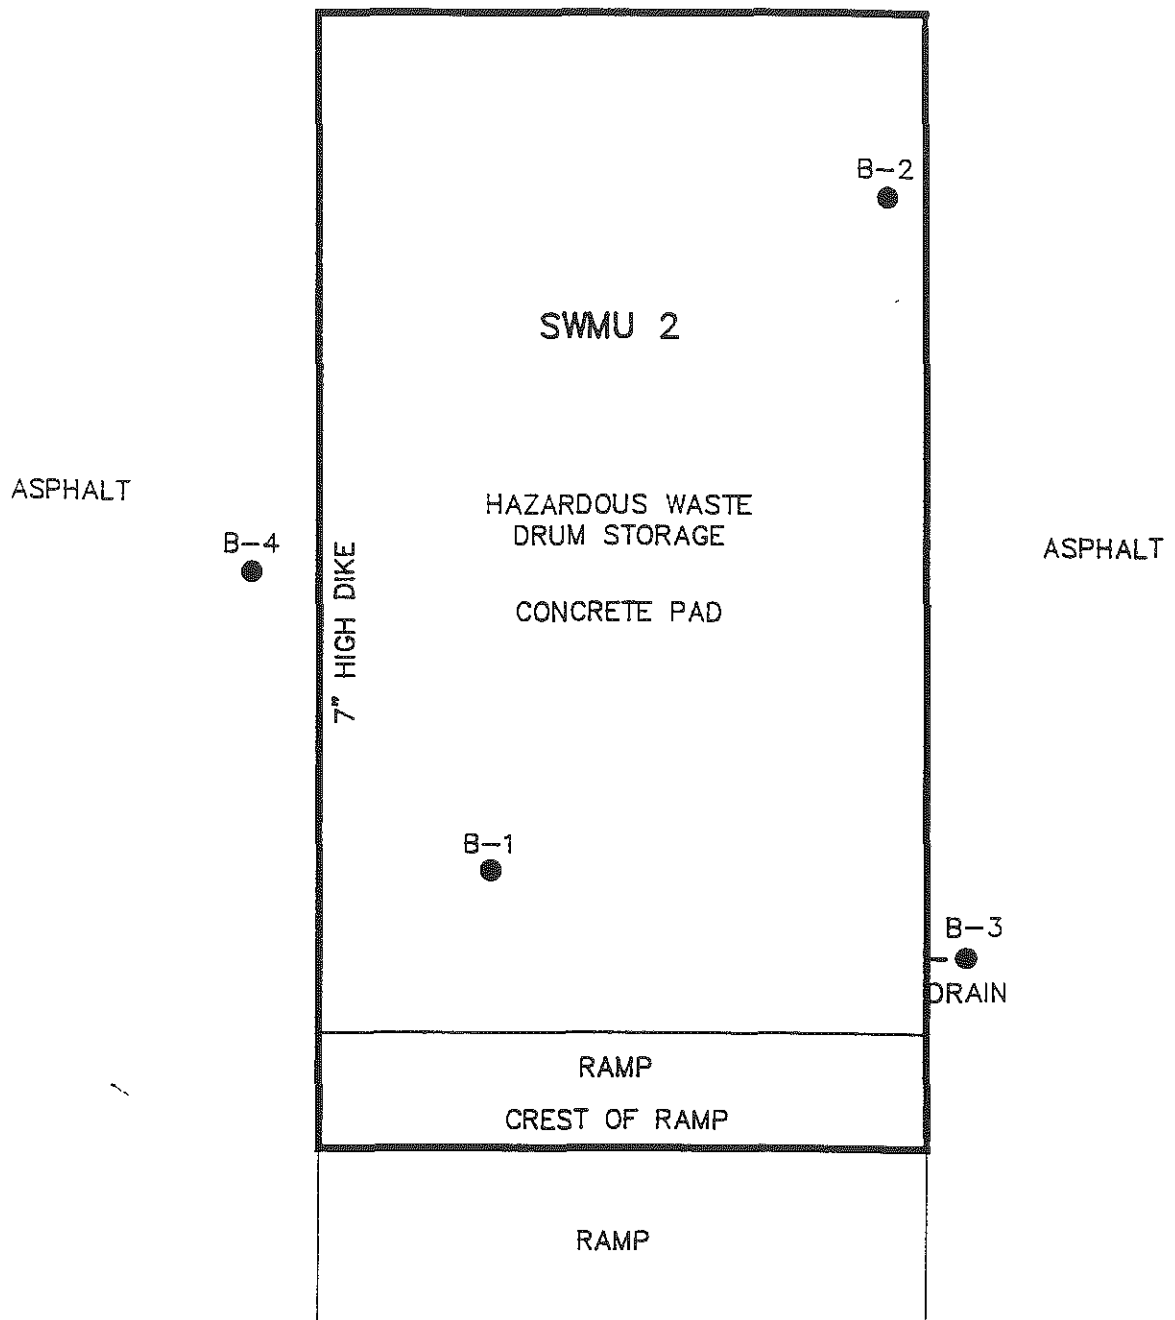 B-2
SWMU 2
ASPHALT
HAZARDOUS WASTE
DRUM STORAGE
B-4
ASPHALT
7" HIGH DIKE
CONCRETE PAD
B-1
B-3
DRAIN
RAMP
CREST OF RAMP
RAMP